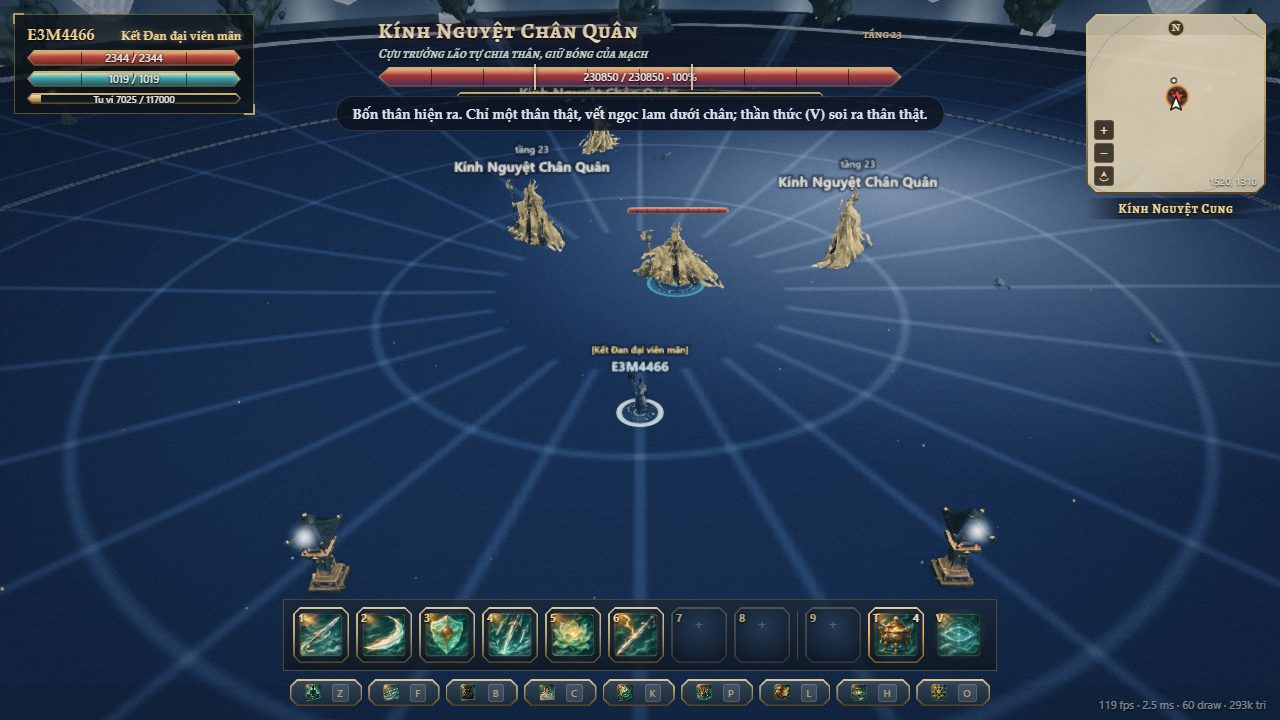 E3M4466 Kết Đan đại viên mãn
2344 / 2344
1019 / 1019
Tu vi 7025 / 117000
Kính Nguyệt Chân Quân
Cựu trưởng lão tự chia thân, giữ bóng của mạch
tầng 23
230850 / 230850 · 100%
Kính Nguyệt Chân Quân
Bốn thân hiện ra. Chỉ một thân thật, vết ngọc lam dưới chân; thần thức (V) soi ra thân thật.
tầng 23
Kính Nguyệt Chân Quân
tầng 23
Kính Nguyệt Chân Quân
N
+
−
1520, 1310
Kính Nguyệt Cung
[Kết Đan đại viên mãn]
E3M4466
1 2 3 4 5 6 7 + 8 + 9 + T 4 V
Z F B C K P L H O
119 fps · 2.5 ms · 60 draw · 293k tri